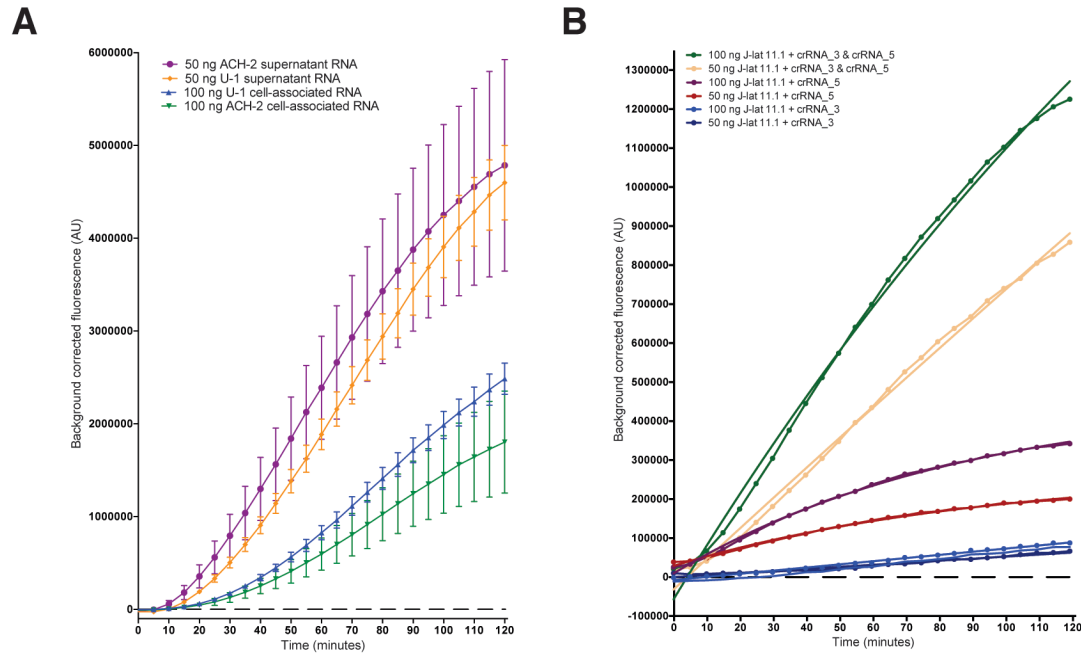 A
6000000
5000000
4000000
3000000
2000000
1000000
0
Background corrected fluorescence (AU)
50 ng ACH-2 supernatant RNA
50 ng U-1 supernatant RNA
100 ng U-1 cell-associated RNA
100 ng ACH-2 cell-associated RNA
0 10 20 30 40 50 60 70 80 90 100 110 120
Time (minutes)
B
1300000
1200000
1100000
1000000
900000
800000
700000
600000
500000
400000
300000
200000
100000
0
-100000
Background corrected fluorescence (AU)
100 ng J-lat 11.1 + crRNA_3 & crRNA_5
50 ng J-lat 11.1 + crRNA_3 & crRNA_5
100 ng J-lat 11.1 + crRNA_5
50 ng J-lat 11.1 + crRNA_5
100 ng J-lat 11.1 + crRNA_3
50 ng J-lat 11.1 + crRNA_3
0 10 20 30 40 50 60 70 80 90 100 110 120
Time (minutes)